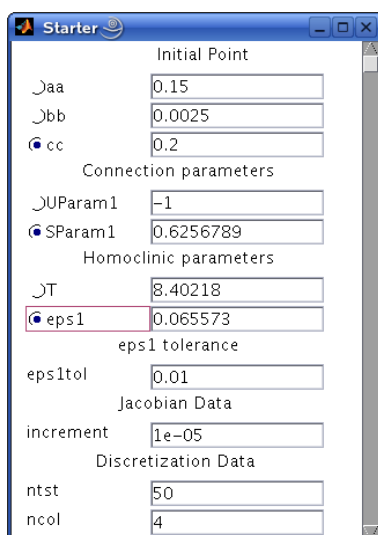 Starter
Initial Point
aa 0.15
bb 0.0025
cc 0.2
Connection parameters
UParam1 -1
SParam1 0.6256789
Homoclinic parameters
T 8.40218
eps1 0.065573
eps1 tolerance
eps1tol 0.01
Jacobian Data
increment 1e-05
Discretization Data
ntst 50
ncol 4